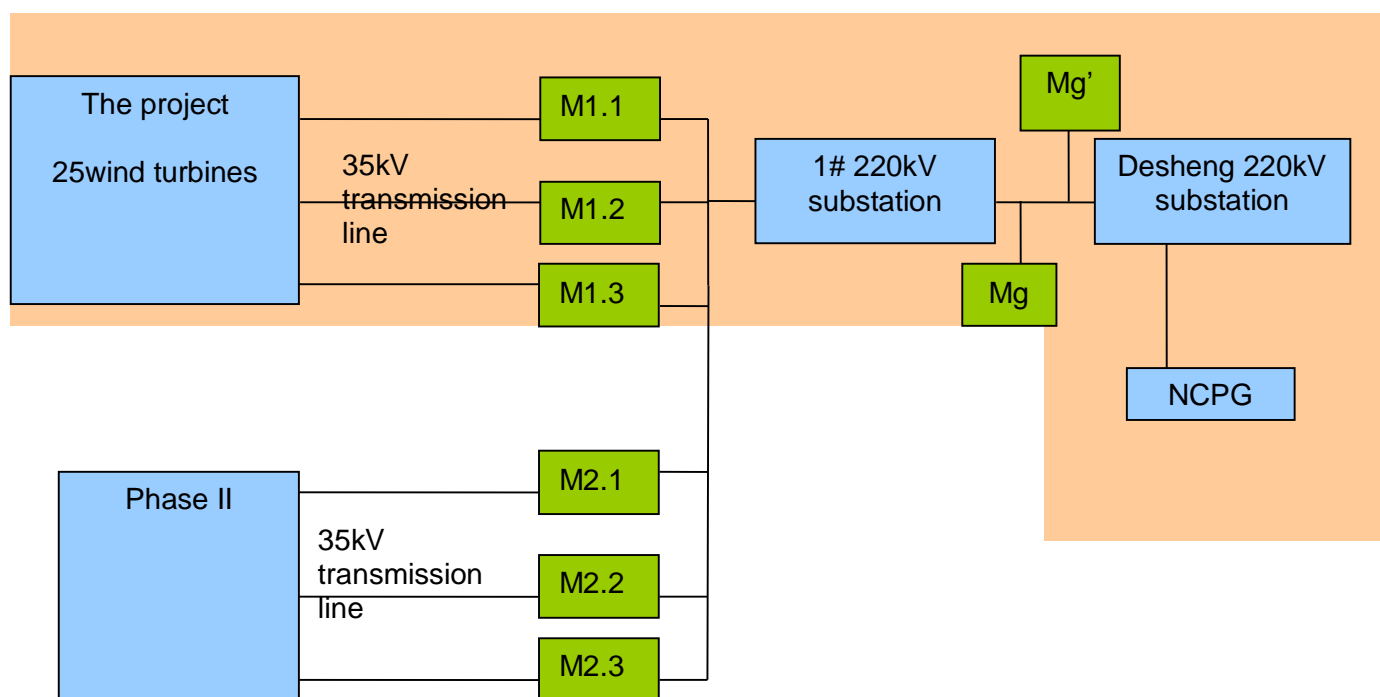 The project
25wind turbines
35kV
transmission
line
M1.1
M1.2
M1.3
1# 220kV
substation
Mg’
Mg
Desheng 220kV
substation
NCPG
Phase II
35kV
transmission
line
M2.1
M2.2
M2.3